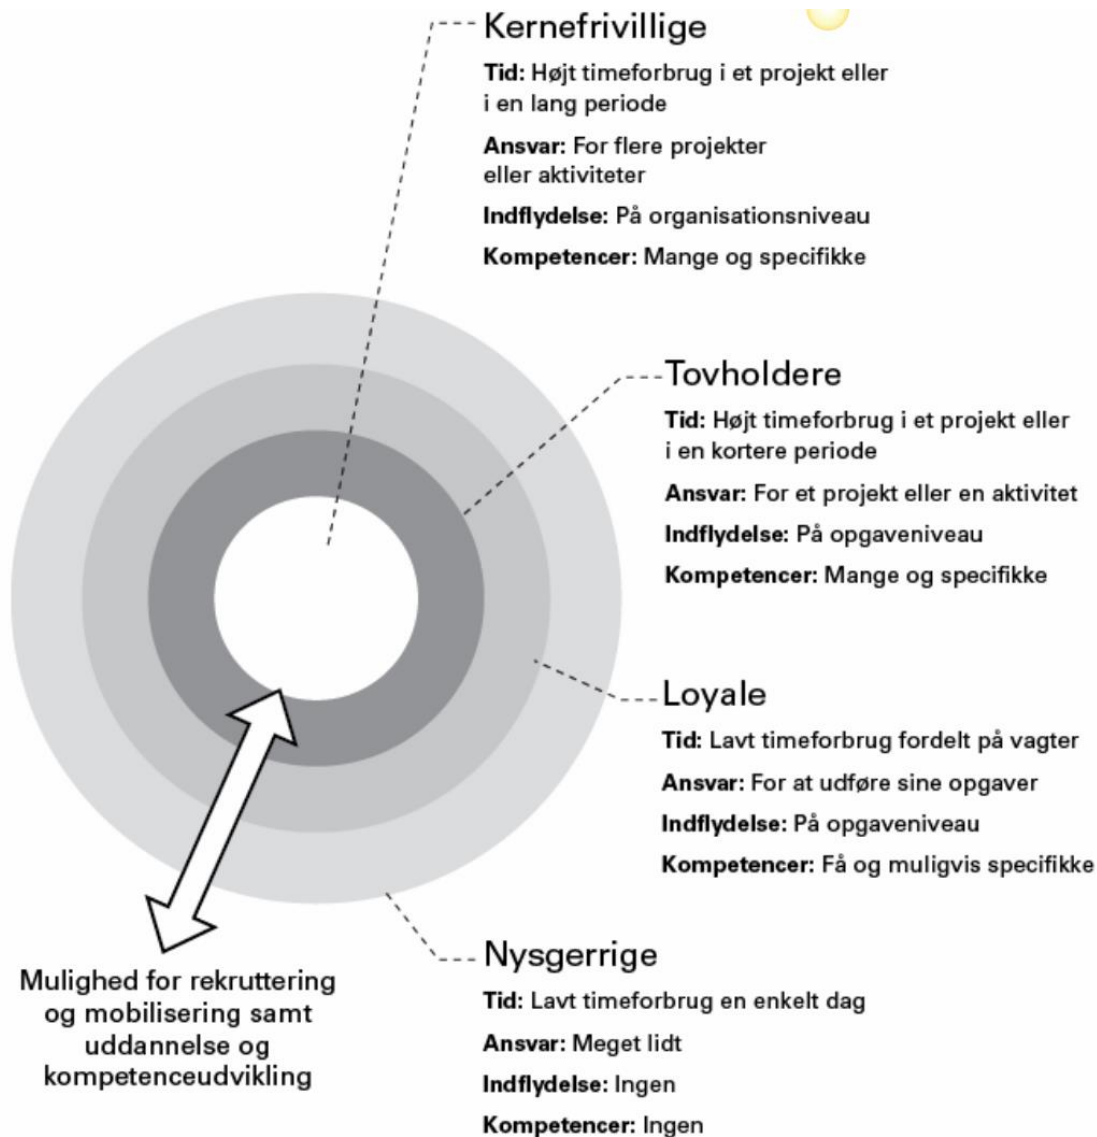 Kernefrivillige
Tid: Højt timeforbrug i et projekt eller
i en lang periode
Ansvar: For flere projekter
eller aktiviteter
Indflydelse: På organisationsniveau
Kompetencer: Mange og specifikke
Tovholdere
Tid: Højt timeforbrug i et projekt eller
i en kortere periode
Ansvar: For et projekt eller en aktivitet
Indflydelse: På opgaveniveau
Kompetencer: Mange og specifikke
Loyale
Tid: Lavt timeforbrug fordelt på vagter
Ansvar: For at udføre sine opgaver
Indflydelse: På opgaveniveau
Kompetencer: Få og muligvis specifikke
Nysgerrige
Tid: Lavt timeforbrug en enkelt dag
Ansvar: Meget lidt
Indflydelse: Ingen
Kompetencer: Ingen
Mulighed for rekruttering
og mobilisering samt
uddannelse og
kompetenceudvikling